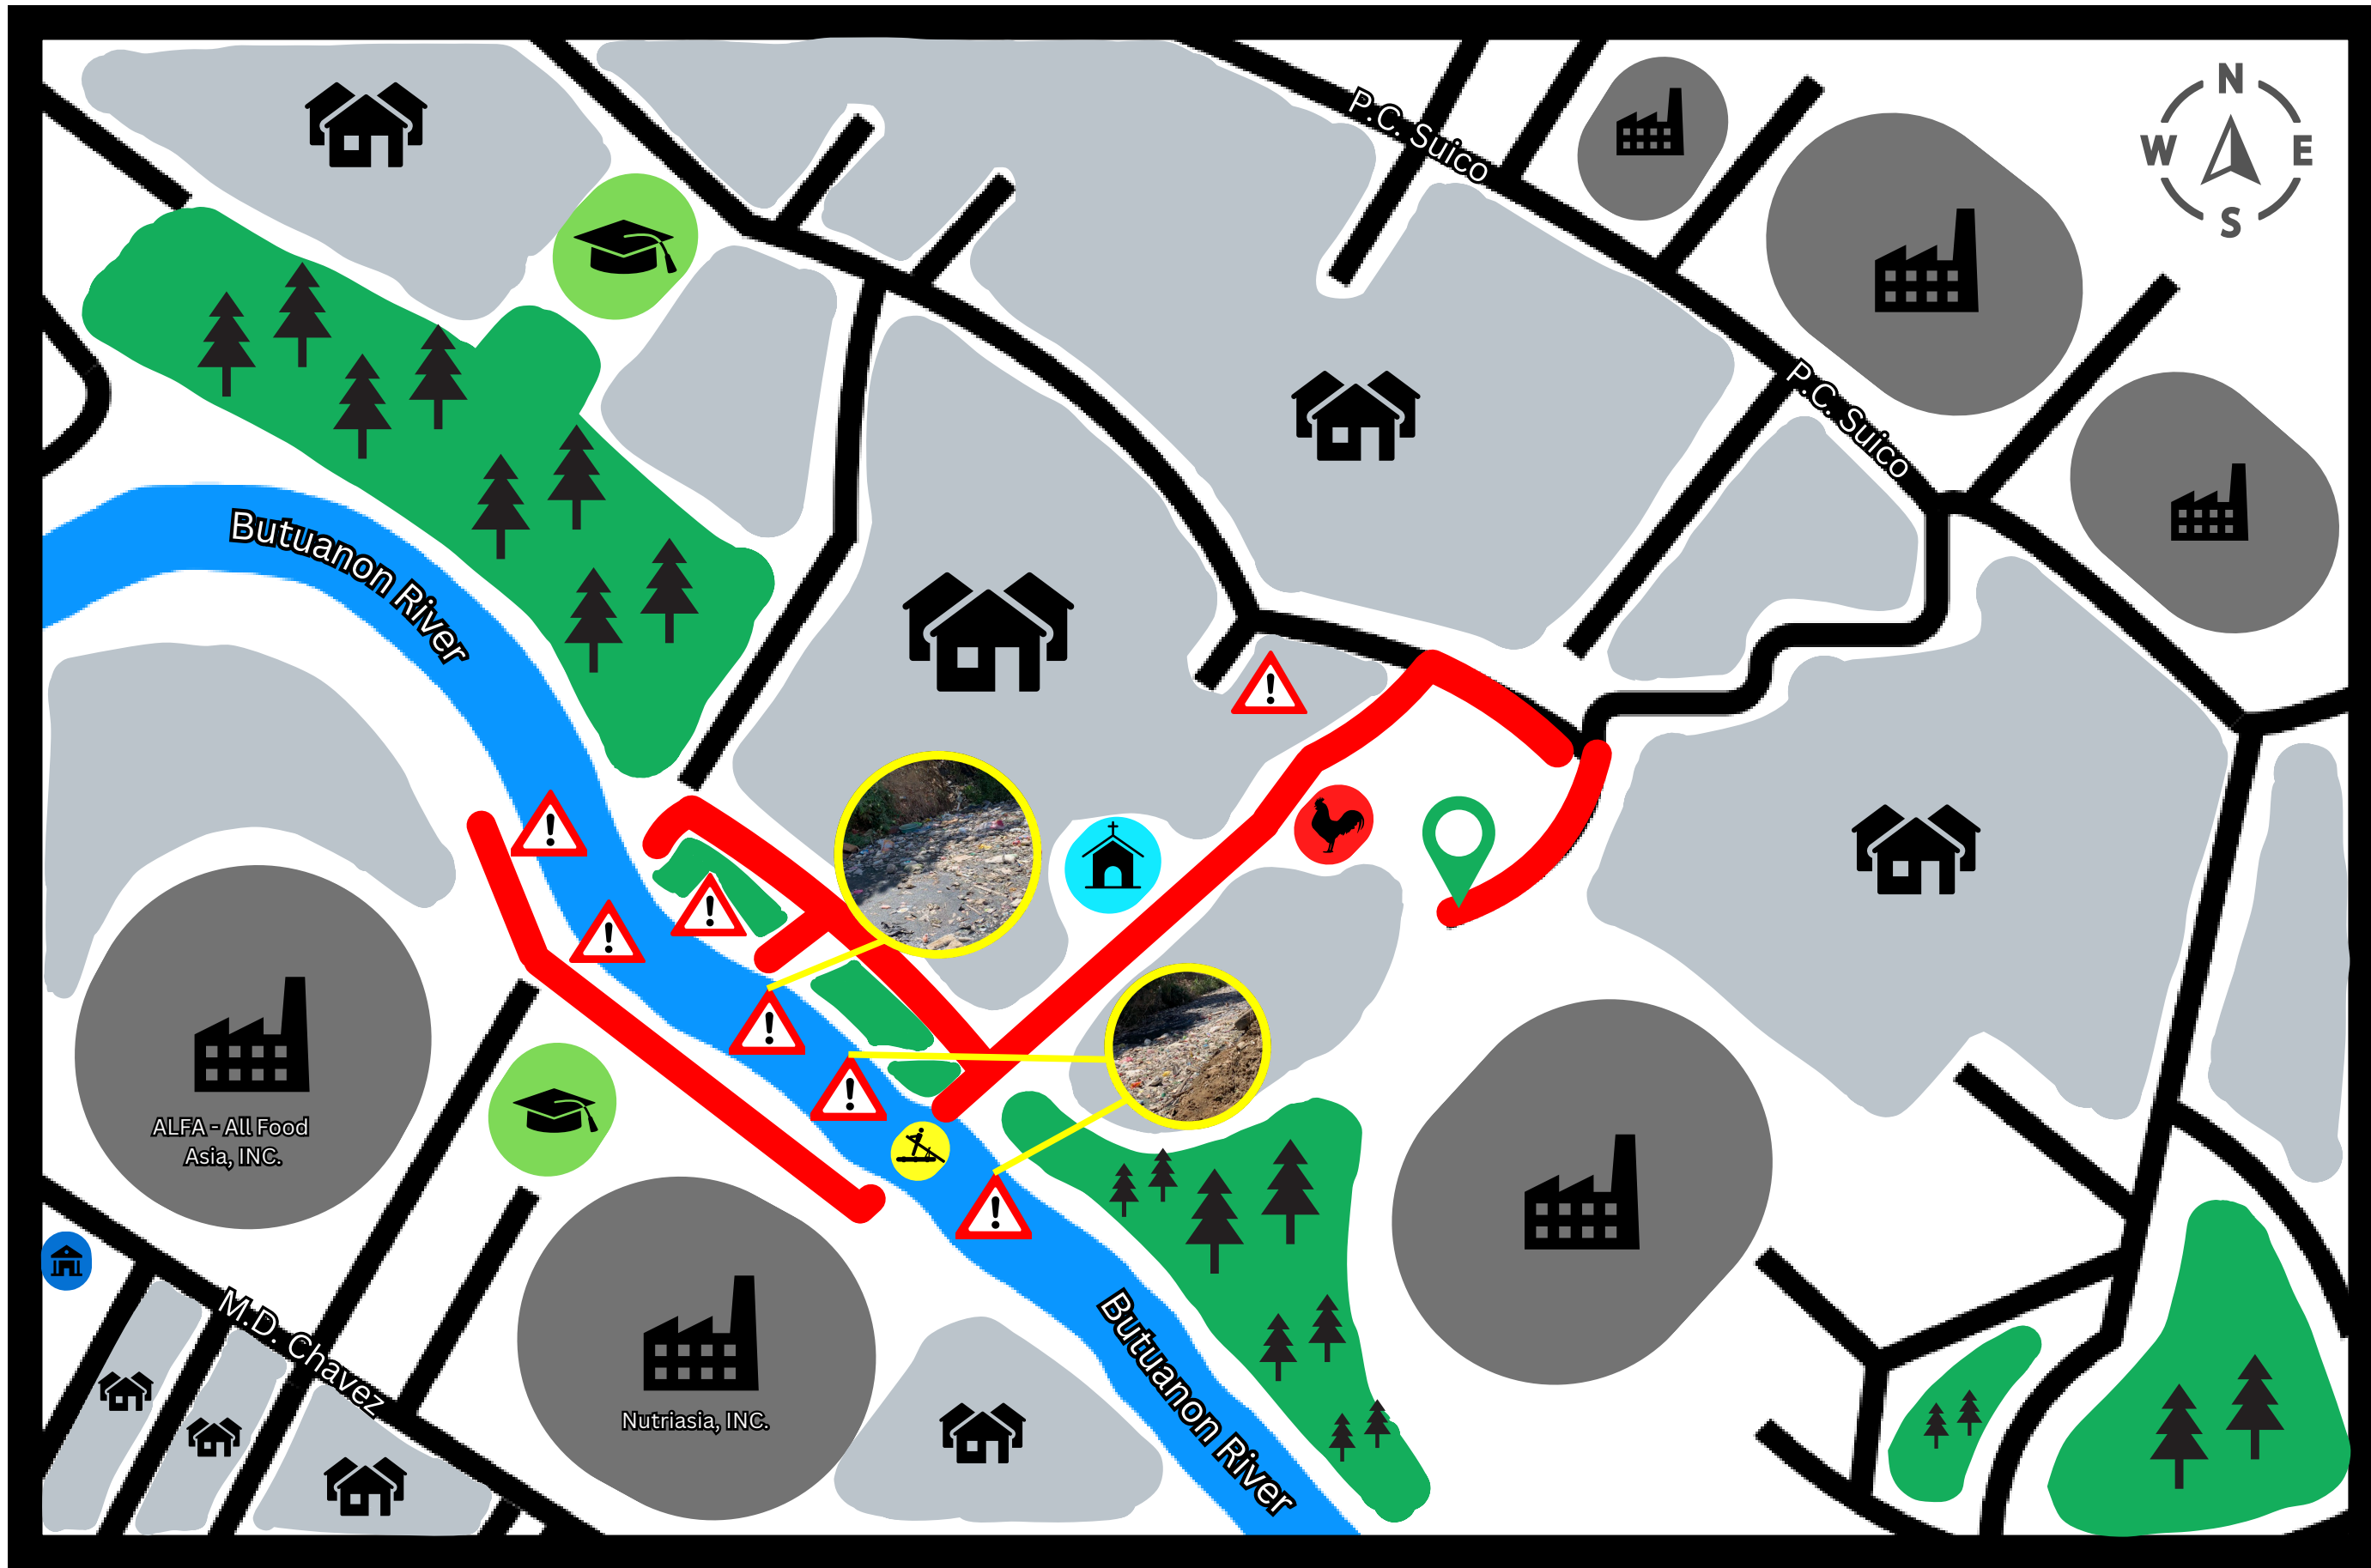 N
W E
S
P.C. Suico
P.C. Suico
Butuanon River
ALFA - All Food
Asia, INC.
M.D. Chavez
Nutriasia, INC.
Butuanon River